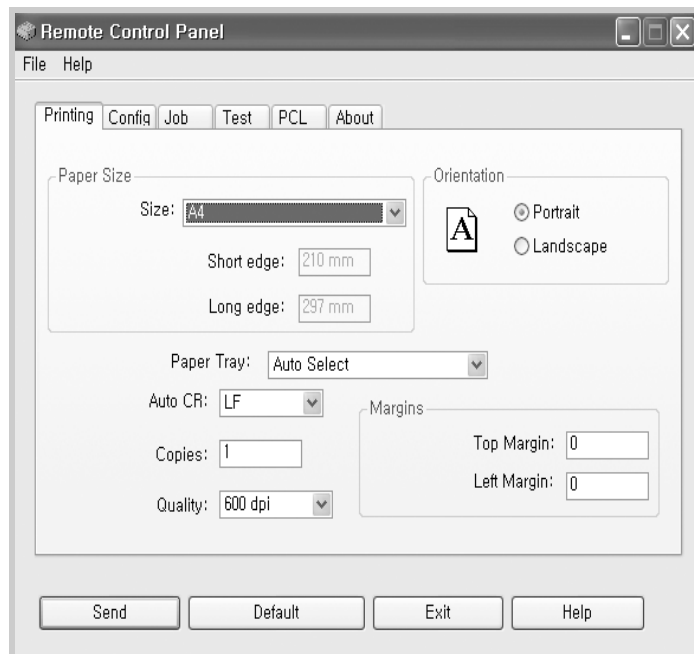 Remote Control Panel
File Help
Printing Config Job Test PCL About
Paper Size
Size: A4
Short edge: 210 mm
Long edge: 297 mm
Orientation
A
Portrait
Landscape
Paper Tray: Auto Select
Auto CR: LF
Copies: 1
Quality: 600 dpi
Margins
Top Margin: 0
Left Margin: 0
Send Default Exit Help